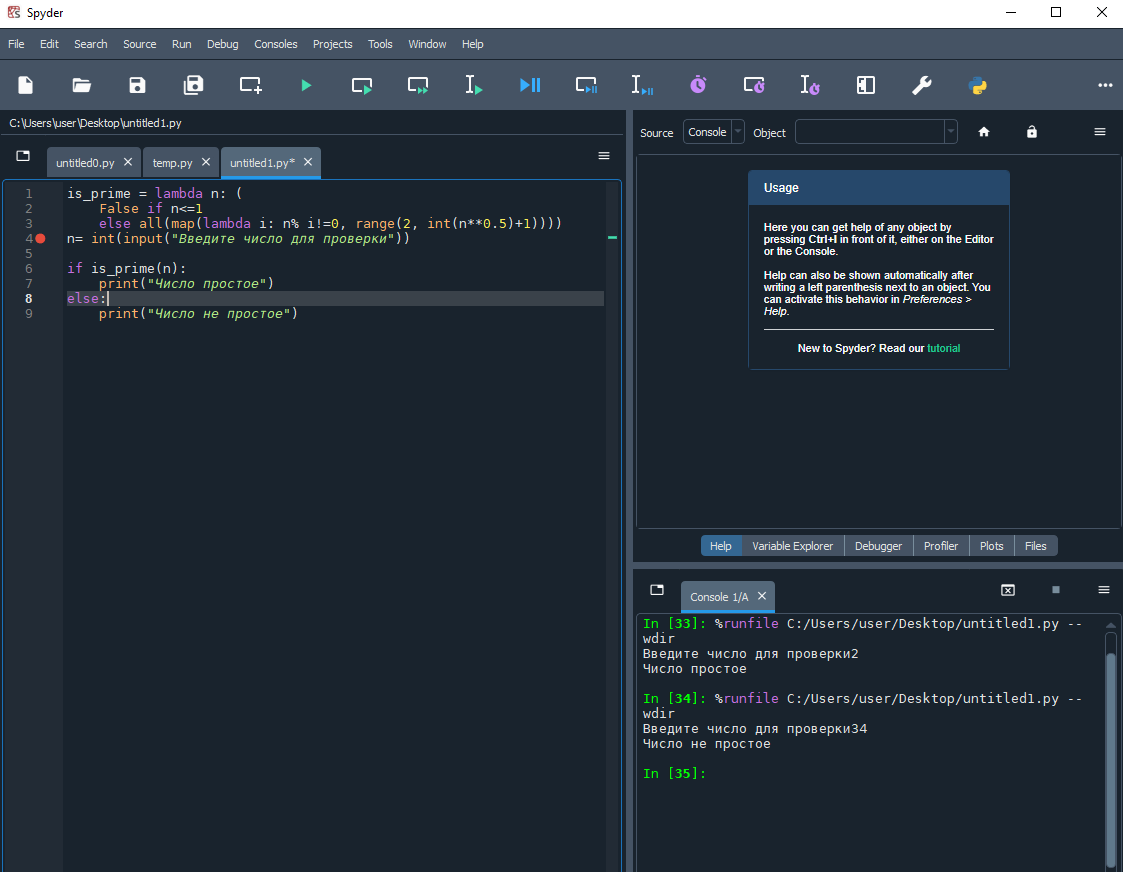 Spyder
File Edit Search Source Run Debug Consoles Projects Tools Window Help
C:\Users\user\Desktop\untitled1.py
untitled0.py temp.py untitled1.py*
1 is_prime = lambda n: (
2     False if n<=1
3     else all(map(lambda i: n% i!=0, range(2, int(n**0.5)+1))))
4 n= int(input("Введите число для проверки"))
5
6 if is_prime(n):
7     print("Число простое")
8 else:
9     print("Число не простое")
Source Console Object
Usage
Here you can get help of any object by
pressing Ctrl+I in front of it, either on the Editor
or the Console.
Help can also be shown automatically after
writing a left parenthesis next to an object. You
can activate this behavior in Preferences >
Help.
New to Spyder? Read our tutorial
Help Variable Explorer Debugger Profiler Plots Files
Console 1/A
In [33]: %runfile C:/Users/user/Desktop/untitled1.py --
wdir
Введите число для проверки2
Число простое
In [34]: %runfile C:/Users/user/Desktop/untitled1.py --
wdir
Введите число для проверки34
Число не простое
In [35]: